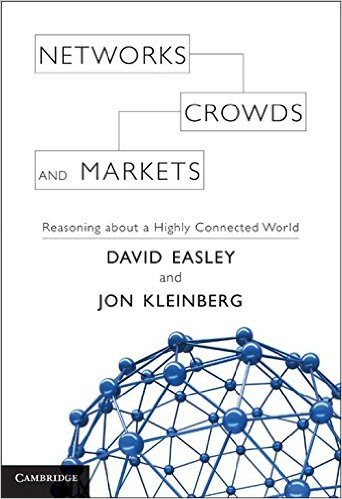 NETWORKS
CROWDS
AND MARKETS
Reasoning about a Highly Connected World
DAVID EASLEY
and
JON KLEINBERG
CAMBRIDGE